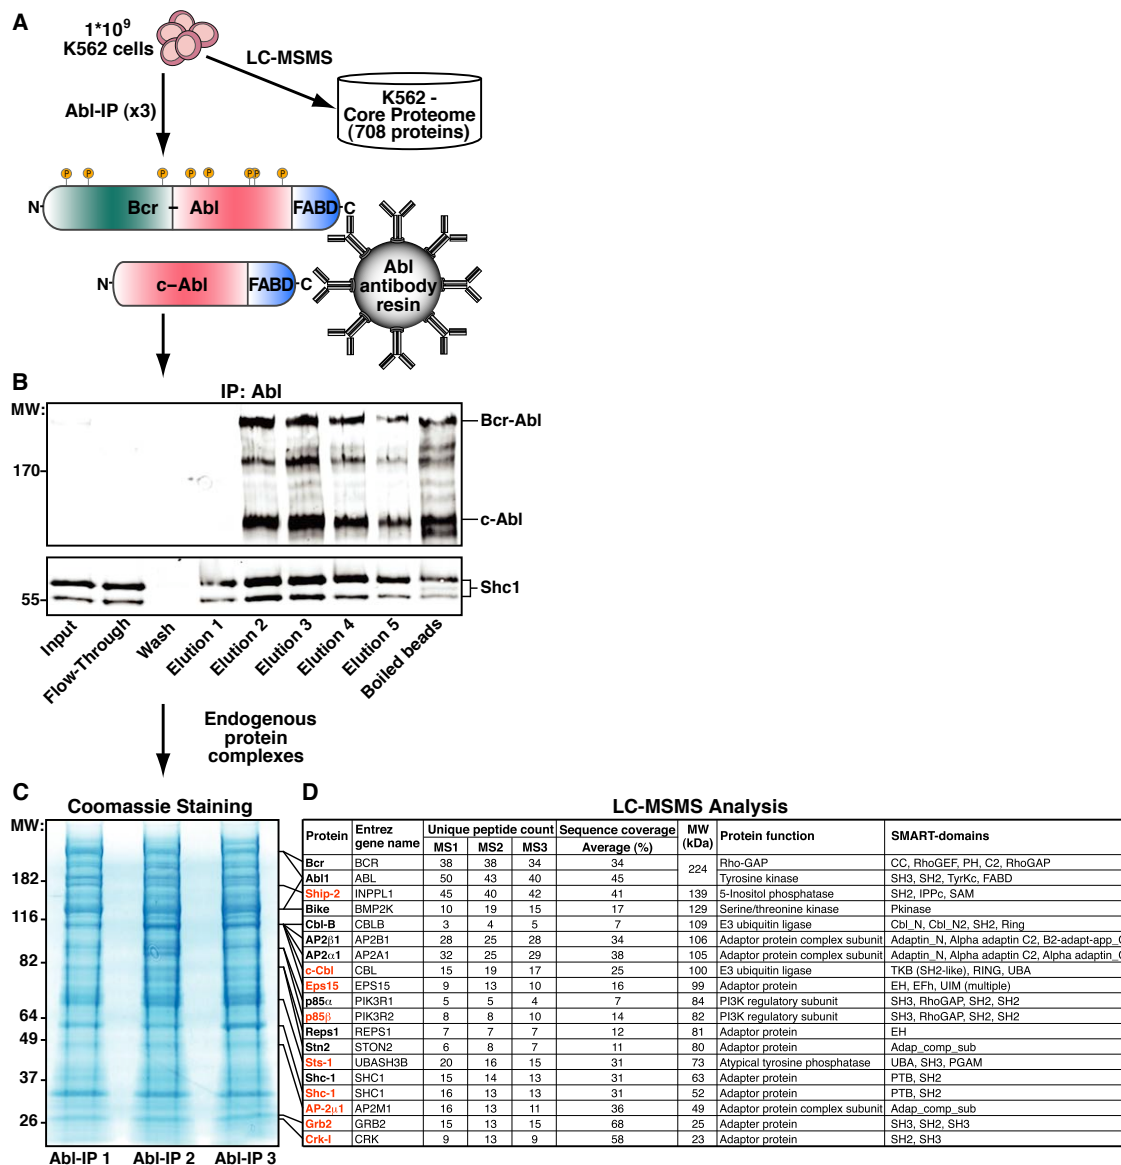 A
1*10⁹
K562 cells
LC-MSMS
Abl-IP (x3)
K562 -
Core Proteome
(708 proteins)
P P P P P P P P
N Bcr – Abl FABD C
N c–Abl FABD C
Abl
antibody
resin
B
IP: Abl
MW:
Bcr-Abl
170
c-Abl
Shc1
55
Input
Flow-Through
Wash
Elution 1
Elution 2
Elution 3
Elution 4
Elution 5
Boiled beads
Endogenous
protein
complexes
C
Coomassie Staining
MW:
182
116
82
64
49
37
26
Abl-IP 1 Abl-IP 2 Abl-IP 3
D
LC-MSMS Analysis
Protein Entrez gene name Unique peptide count Sequence coverage MW (kDa) Protein function SMART-domains
MS1 MS2 MS3 Average (%)
Bcr BCR 38 38 34 34 224 Rho-GAP CC, RhoGEF, PH, C2, RhoGAP
Abl1 ABL 50 43 40 45 Tyrosine kinase SH3, SH2, TyrKc, FABD
Ship-2 INPPL1 45 40 42 41 139 5-Inositol phosphatase SH2, IPPc, SAM
Bike BMP2K 10 19 15 17 129 Serine/threonine kinase Pkinase
Cbl-B CBLB 3 4 5 7 109 E3 ubiquitin ligase Cbl_N, Cbl_N2, SH2, Ring
AP2β1 AP2B1 28 25 28 34 106 Adaptor protein complex subunit Adaptin_N, Alpha adaptin C2, B2-adapt-app_
AP2α1 AP2A1 32 25 29 38 105 Adaptor protein complex subunit Adaptin_N, Alpha adaptin C2, Alpha adaptin_
c-Cbl CBL 15 19 17 25 100 E3 ubiquitin ligase TKB (SH2-like), RING, UBA
Eps15 EPS15 9 13 10 16 99 Adaptor protein EH, EFh, UIM (multiple)
p85α PIK3R1 5 5 4 7 84 PI3K regulatory subunit SH3, RhoGAP, SH2, SH2
p85β PIK3R2 8 8 10 14 82 PI3K regulatory subunit SH3, RhoGAP, SH2, SH2
Reps1 REPS1 7 7 7 12 81 Adaptor protein EH
Stn2 STON2 6 8 7 11 80 Adaptor protein Adap_comp_sub
Sts-1 UBASH3B 20 16 15 31 73 Atypical tyrosine phosphatase UBA, SH3, PGAM
Shc-1 SHC1 15 14 13 31 63 Adapter protein PTB, SH2
Shc-1 SHC1 16 13 13 31 52 Adapter protein PTB, SH2
AP-2μ1 AP2M1 16 13 11 36 49 Adaptor protein complex subunit Adap_comp_sub
Grb2 GRB2 15 13 15 68 25 Adaptor protein SH3, SH2, SH3
Crk-I CRK 9 13 9 58 23 Adaptor protein SH2, SH3